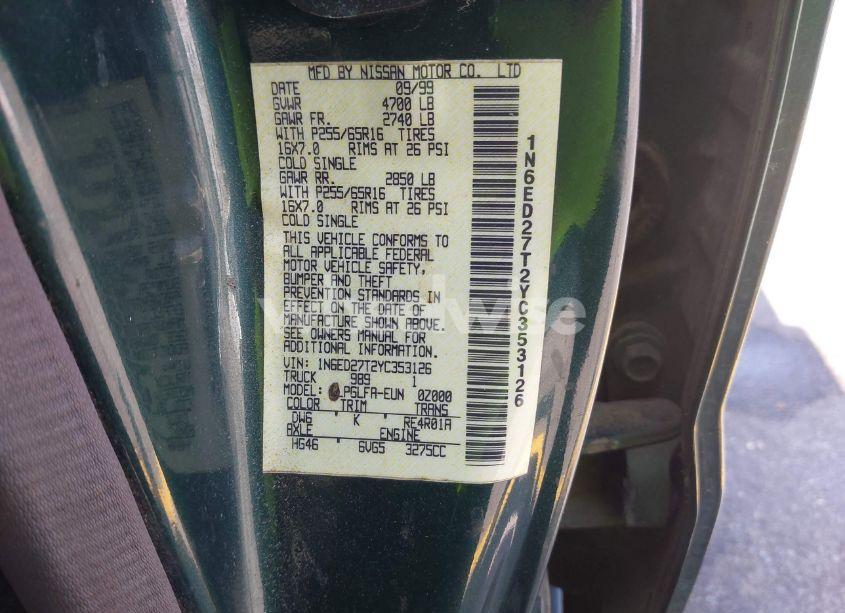 MFD BY NISSAN MOTOR CO. LTD
DATE 09/99
GVWR 4700 LB
GAWR FR. 2740 LB
WITH P255/65R16 TIRES
16X7.0 RIMS AT 26 PSI
COLD SINGLE
GAWR RR. 2850 LB
WITH P255/65R16 TIRES
16X7.0 RIMS AT 26 PSI
COLD SINGLE
THIS VEHICLE CONFORMS TO
ALL APPLICABLE FEDERAL
MOTOR VEHICLE SAFETY,
BUMPER AND THEFT
PREVENTION STANDARDS IN
EFFECT ON THE DATE OF
MANUFACTURE SHOWN ABOVE.
SEE OWNERS MANUAL FOR
ADDITIONAL INFORMATION
VIN: 1N6ED27T2YC353126
TRUCK 989 1
MODEL: PGLFA-EUN 0Z000
COLOR TRIM TRANS
DW6 K RE4R01A
AXLE ENGINE
HG46 6VG5 3275CC
1N6ED27T2YC353126